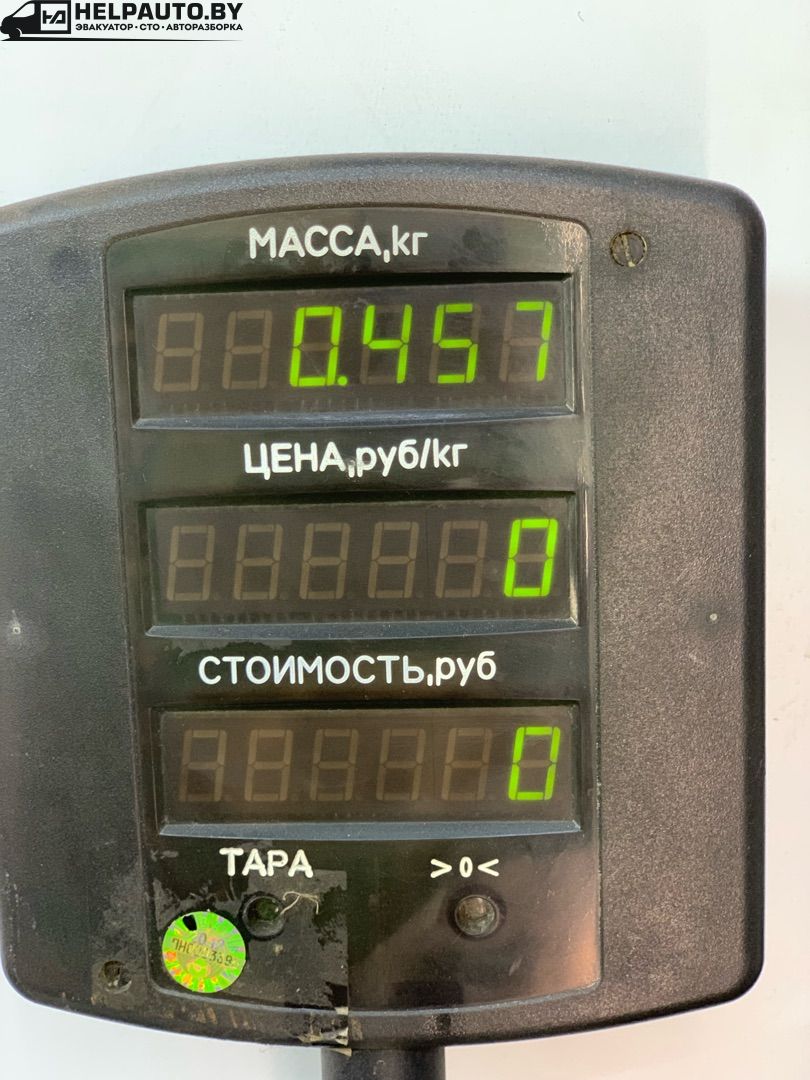 HELPAUTO.BY
ЭВАКУАТОР • СТО • АВТОРАЗБОРКА
МАССА,кг
0.457
ЦЕНА,руб/кг
0
СТОИМОСТЬ,руб
0
ТАРА >0<